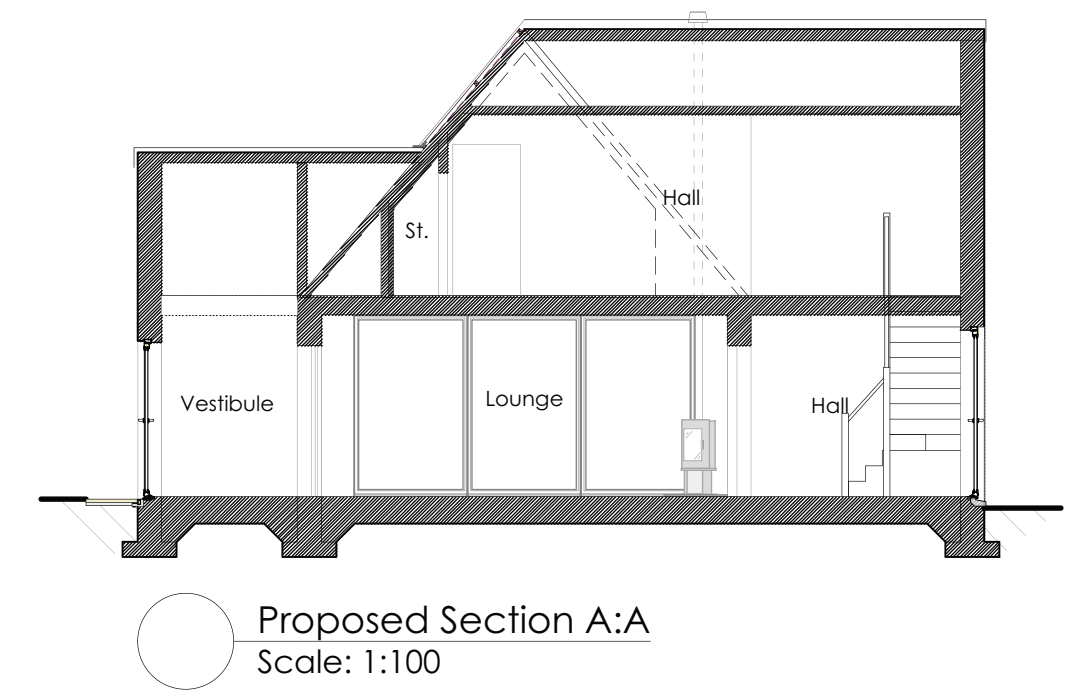 Hall
St.
Vestibule
Lounge
Hall
Proposed Section A:A
Scale: 1:100